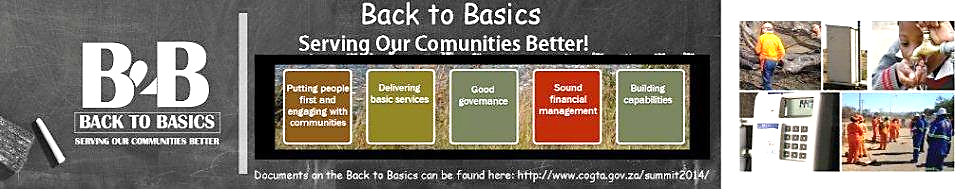 B2B
BACK TO BASICS
SERVING OUR COMMUNITIES BETTER
Back to Basics
Serving Our Comunities Better!
Putting people
first and
engaging with
communities
Delivering
basic services
Good
governance
Sound
financial
management
Building
capabilities
Documents on the Back to Basics can be found here: http://www.cogta.gov.za/summit2014/